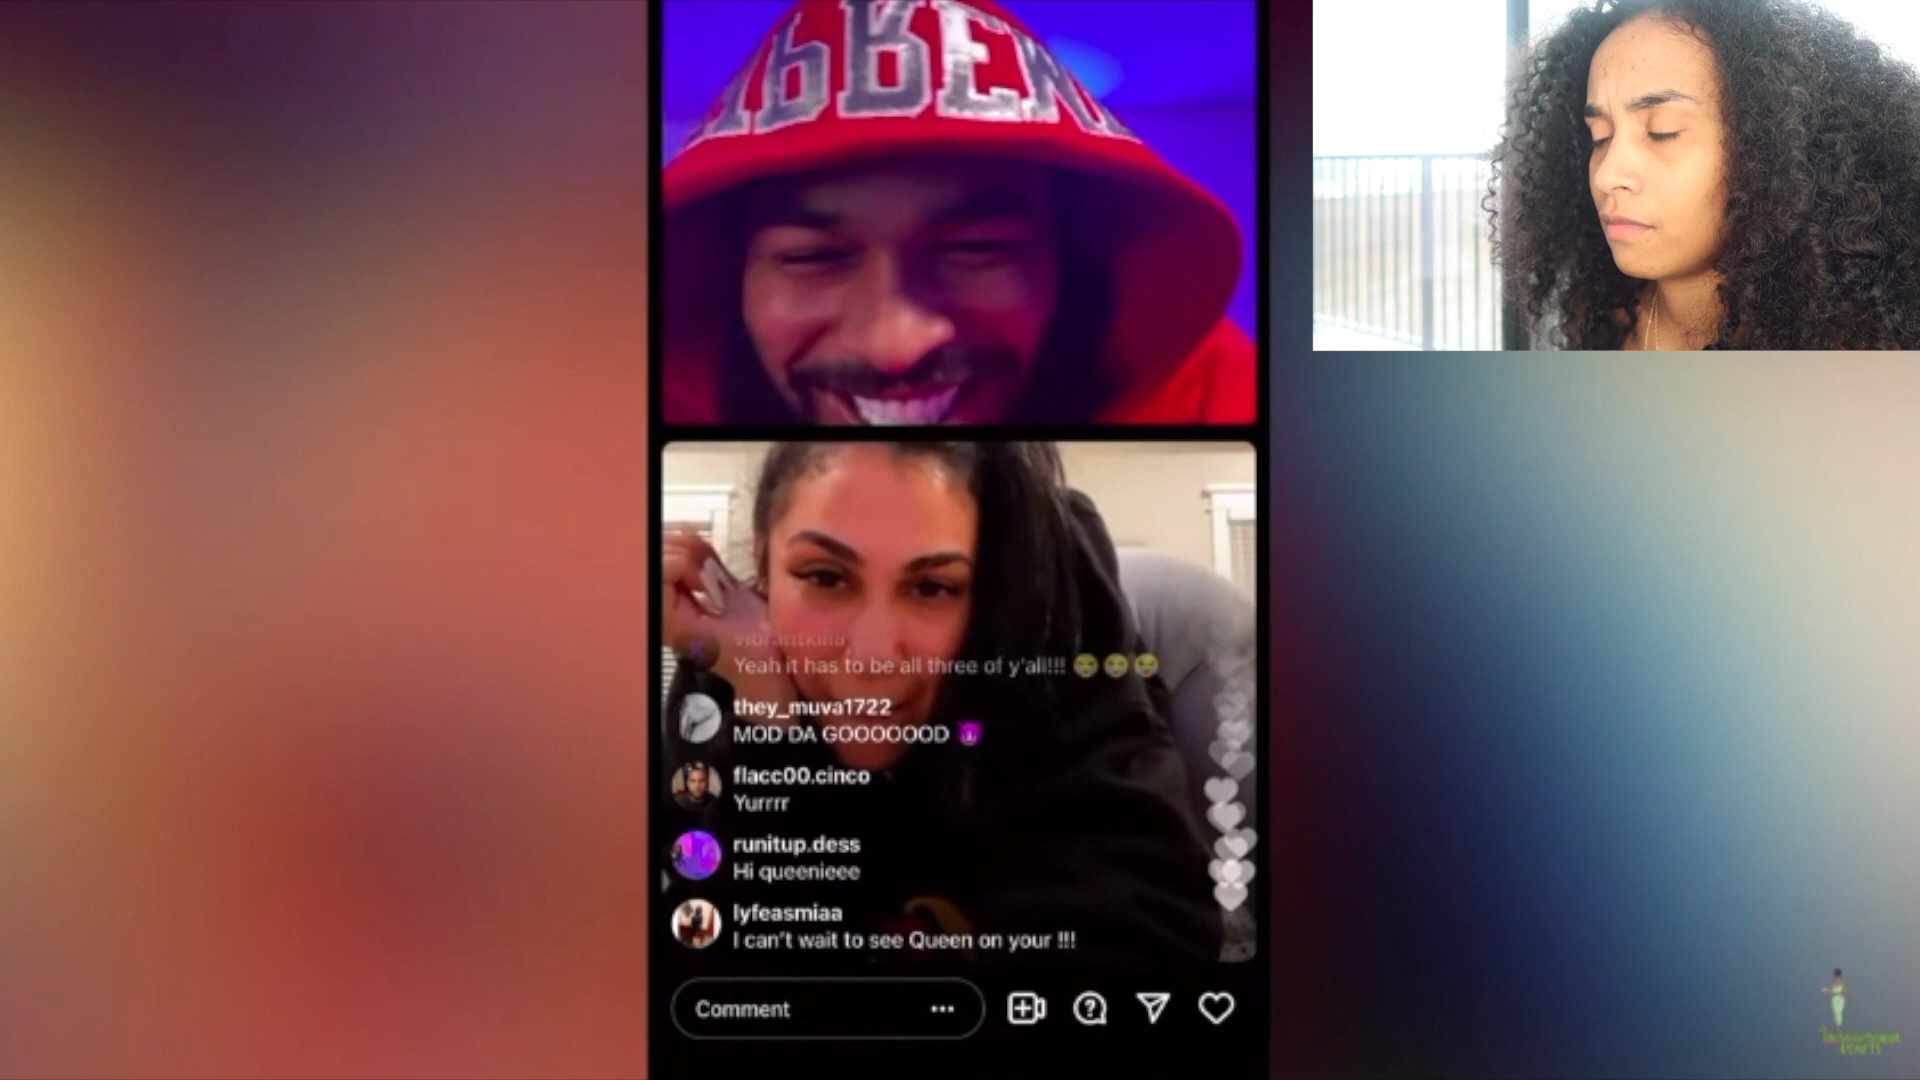 Yeah it has to be all three of y'all!!! 😂 😂 😂
they_muva1722
MOD DA GOOOOOOD 😈
flacc00.cinco
Yurrrr
runitup.dess
Hi queenieee
lyfeasmiaa
I can't wait to see Queen on your !!!
Comment